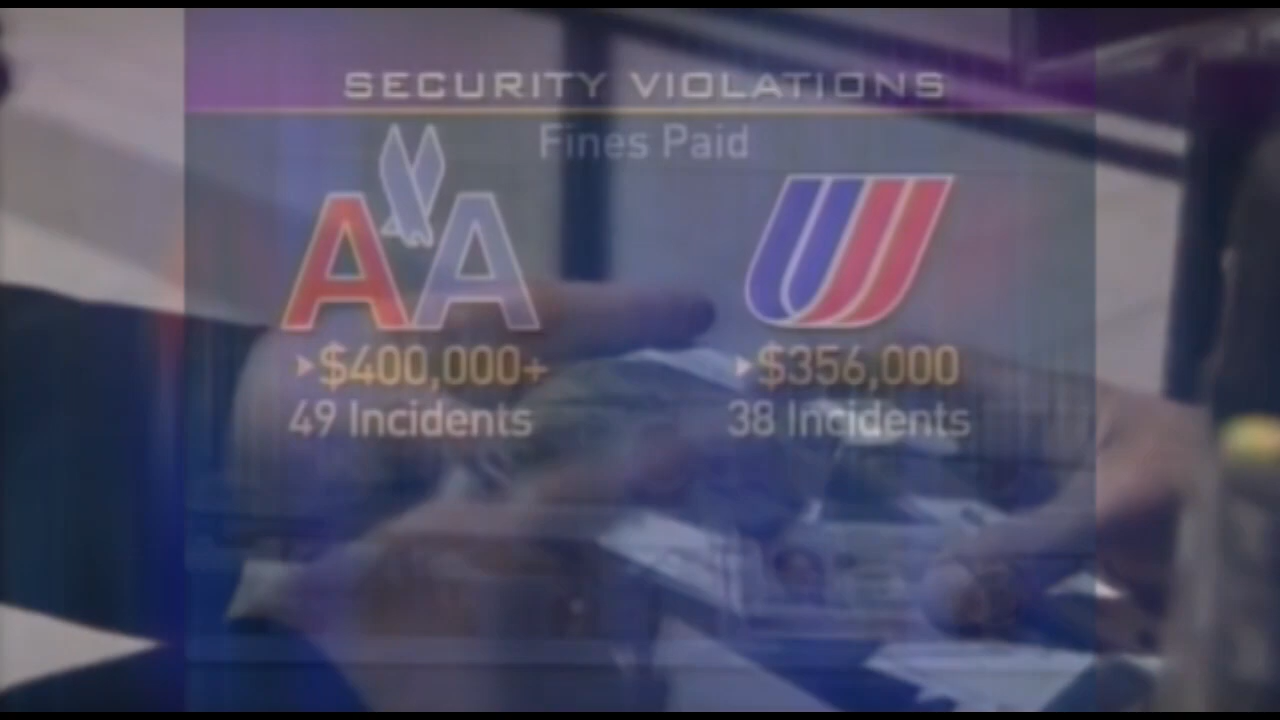 SECURITY VIOLATIONS
Fines Paid
AA
$400,000+ $356,000
49 Incidents 38 Incidents